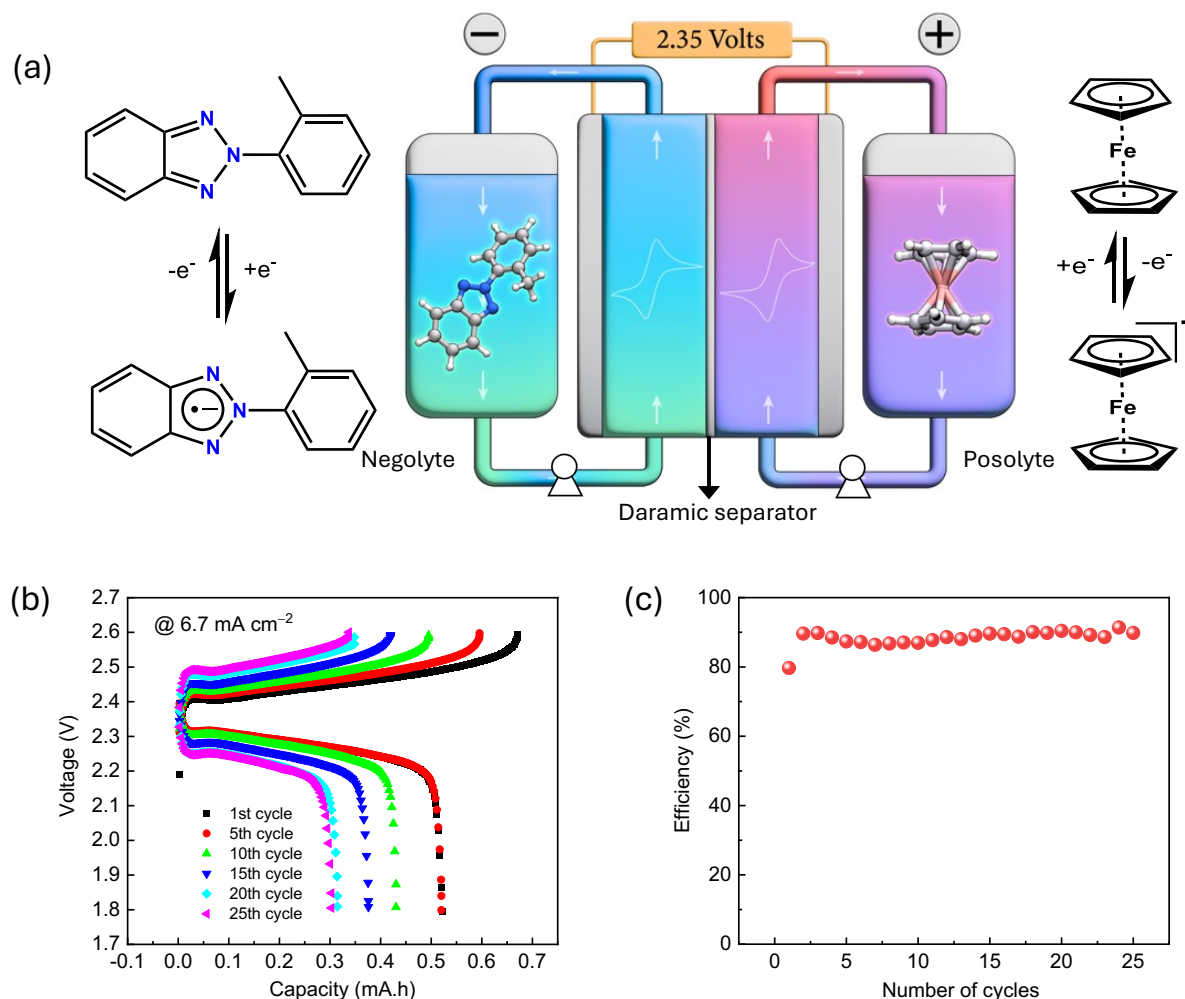 (a)
2.35 Volts
−
+
N
N
N
-e⁻
+e⁻
N
N
N
•−
Negolyte
Posolyte
Daramic separator
Fe
+e⁻
-e⁻
Fe
(b)
@ 6.7 mA cm⁻²
Voltage (V)
2.7
2.6
2.5
2.4
2.3
2.2
2.1
2.0
1.9
1.8
1.7
1st cycle
5th cycle
10th cycle
15th cycle
20th cycle
25th cycle
-0.1 0.0 0.1 0.2 0.3 0.4 0.5 0.6 0.7
Capacity (mA.h)
(c)
Efficiency (%)
100
80
60
40
20
0
0 5 10 15 20 25
Number of cycles